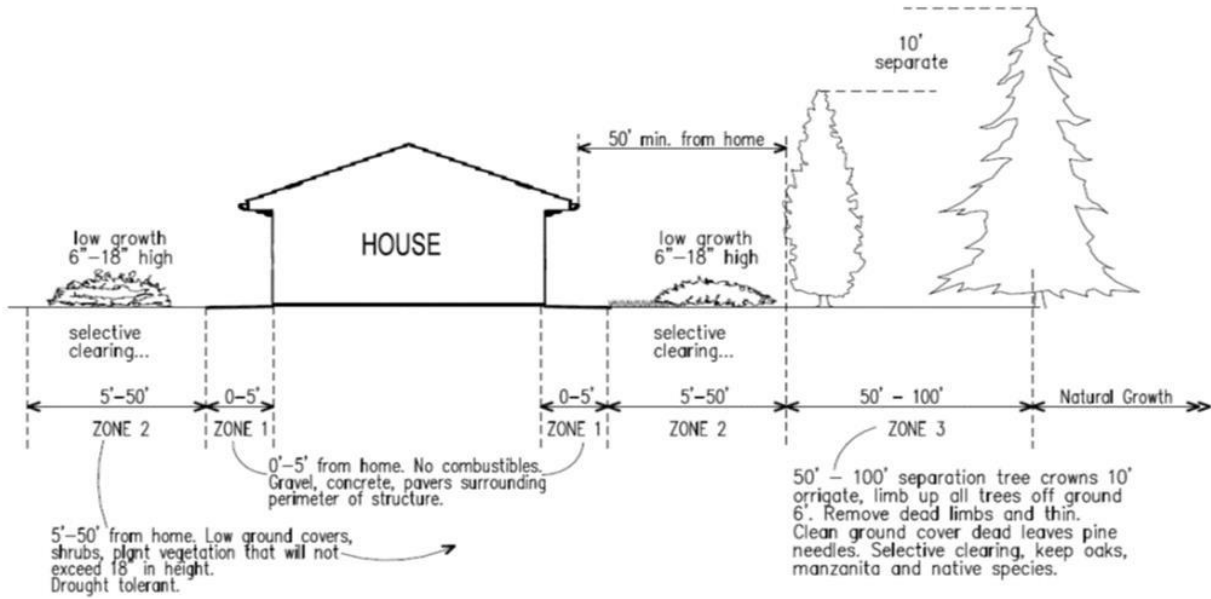 10'
separate
50' min. from home
low growth
6"-18" high
HOUSE
low growth
6"-18" high
selective
clearing...
selective
clearing...
5'-50'
0-5'
0-5'
5'-50'
50' - 100'
Natural Growth
ZONE 2
ZONE 1
ZONE 1
ZONE 2
ZONE 3
0'-5' from home. No combustibles.
Gravel, concrete, pavers surrounding
perimeter of structure.
50' - 100' separation tree crowns 10'
orrigate, limb up all trees off ground
6'. Remove dead limbs and thin.
Clean ground cover dead leaves pine
needles. Selective clearing, keep oaks,
manzanita and native species.
5'-50' from home. Low ground covers,
shrubs, plant vegetation that will not
exceed 18" in height.
Drought tolerant.